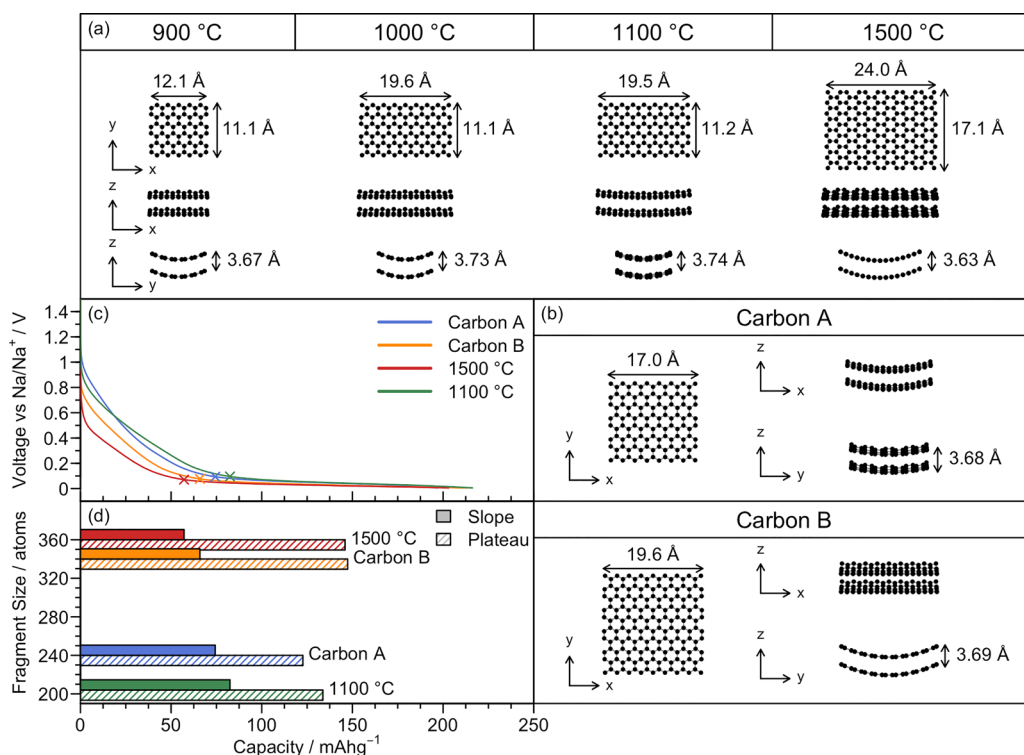 (a)
900 °C
1000 °C
1100 °C
1500 °C
12.1 Å
19.6 Å
19.5 Å
24.0 Å
11.1 Å
11.1 Å
11.2 Å
17.1 Å
y
x
z
x
z
y
3.67 Å
3.73 Å
3.74 Å
3.63 Å
(c)
Voltage vs Na/Na⁺ / V
1.4
1.2
1
0.8
0.6
0.4
0.2
0
Carbon A
Carbon B
1500 °C
1100 °C
(b)
Carbon A
17.0 Å
y
x
z
x
z
y
3.68 Å
Carbon B
19.6 Å
y
x
z
x
z
y
3.69 Å
(d)
Slope
Plateau
Fragment Size / atoms
360
320
280
240
200
1500 °C
Carbon B
Carbon A
1100 °C
0 50 100 150 200 250
Capacity / mAhg⁻¹